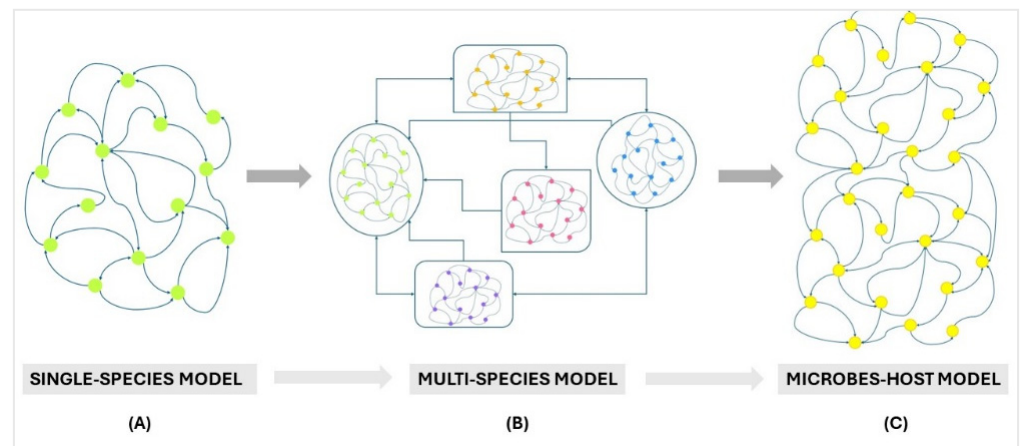 SINGLE-SPECIES MODEL
MULTI-SPECIES MODEL
MICROBES-HOST MODEL
(A)
(B)
(C)